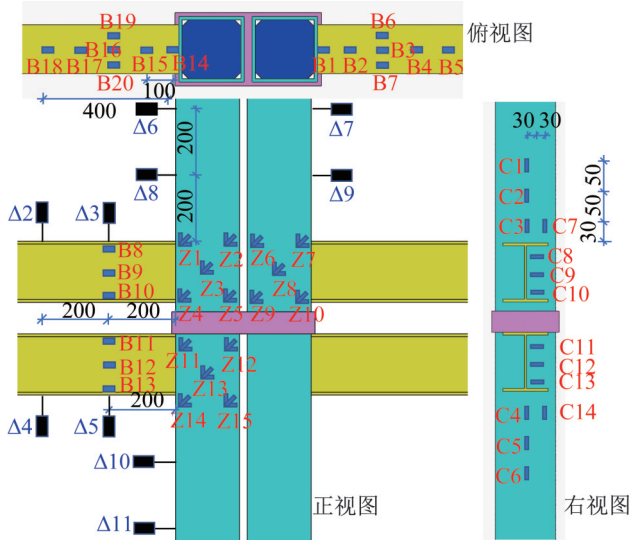 B19
B6
俯视图
B18 B17 B16 B15 B14
B1 B2 B3 B4 B5
B20
B7
100
400
Δ6
200
Δ7
Δ8
Δ9
200
Δ2
Δ3
B8
B9
B10
Z1
Z2
Z6
Z7
Z3
Z8
Z4
Z5
Z9
Z10
200
200
B11
B12
B13
Z11
Z12
Z13
200
Z14
Z15
Δ4
Δ5
Δ10
Δ11
正视图
30
30
C1
50
C2
50
C3
C7
30
C8
C9
C10
C11
C12
C13
C4
C14
C5
C6
右视图